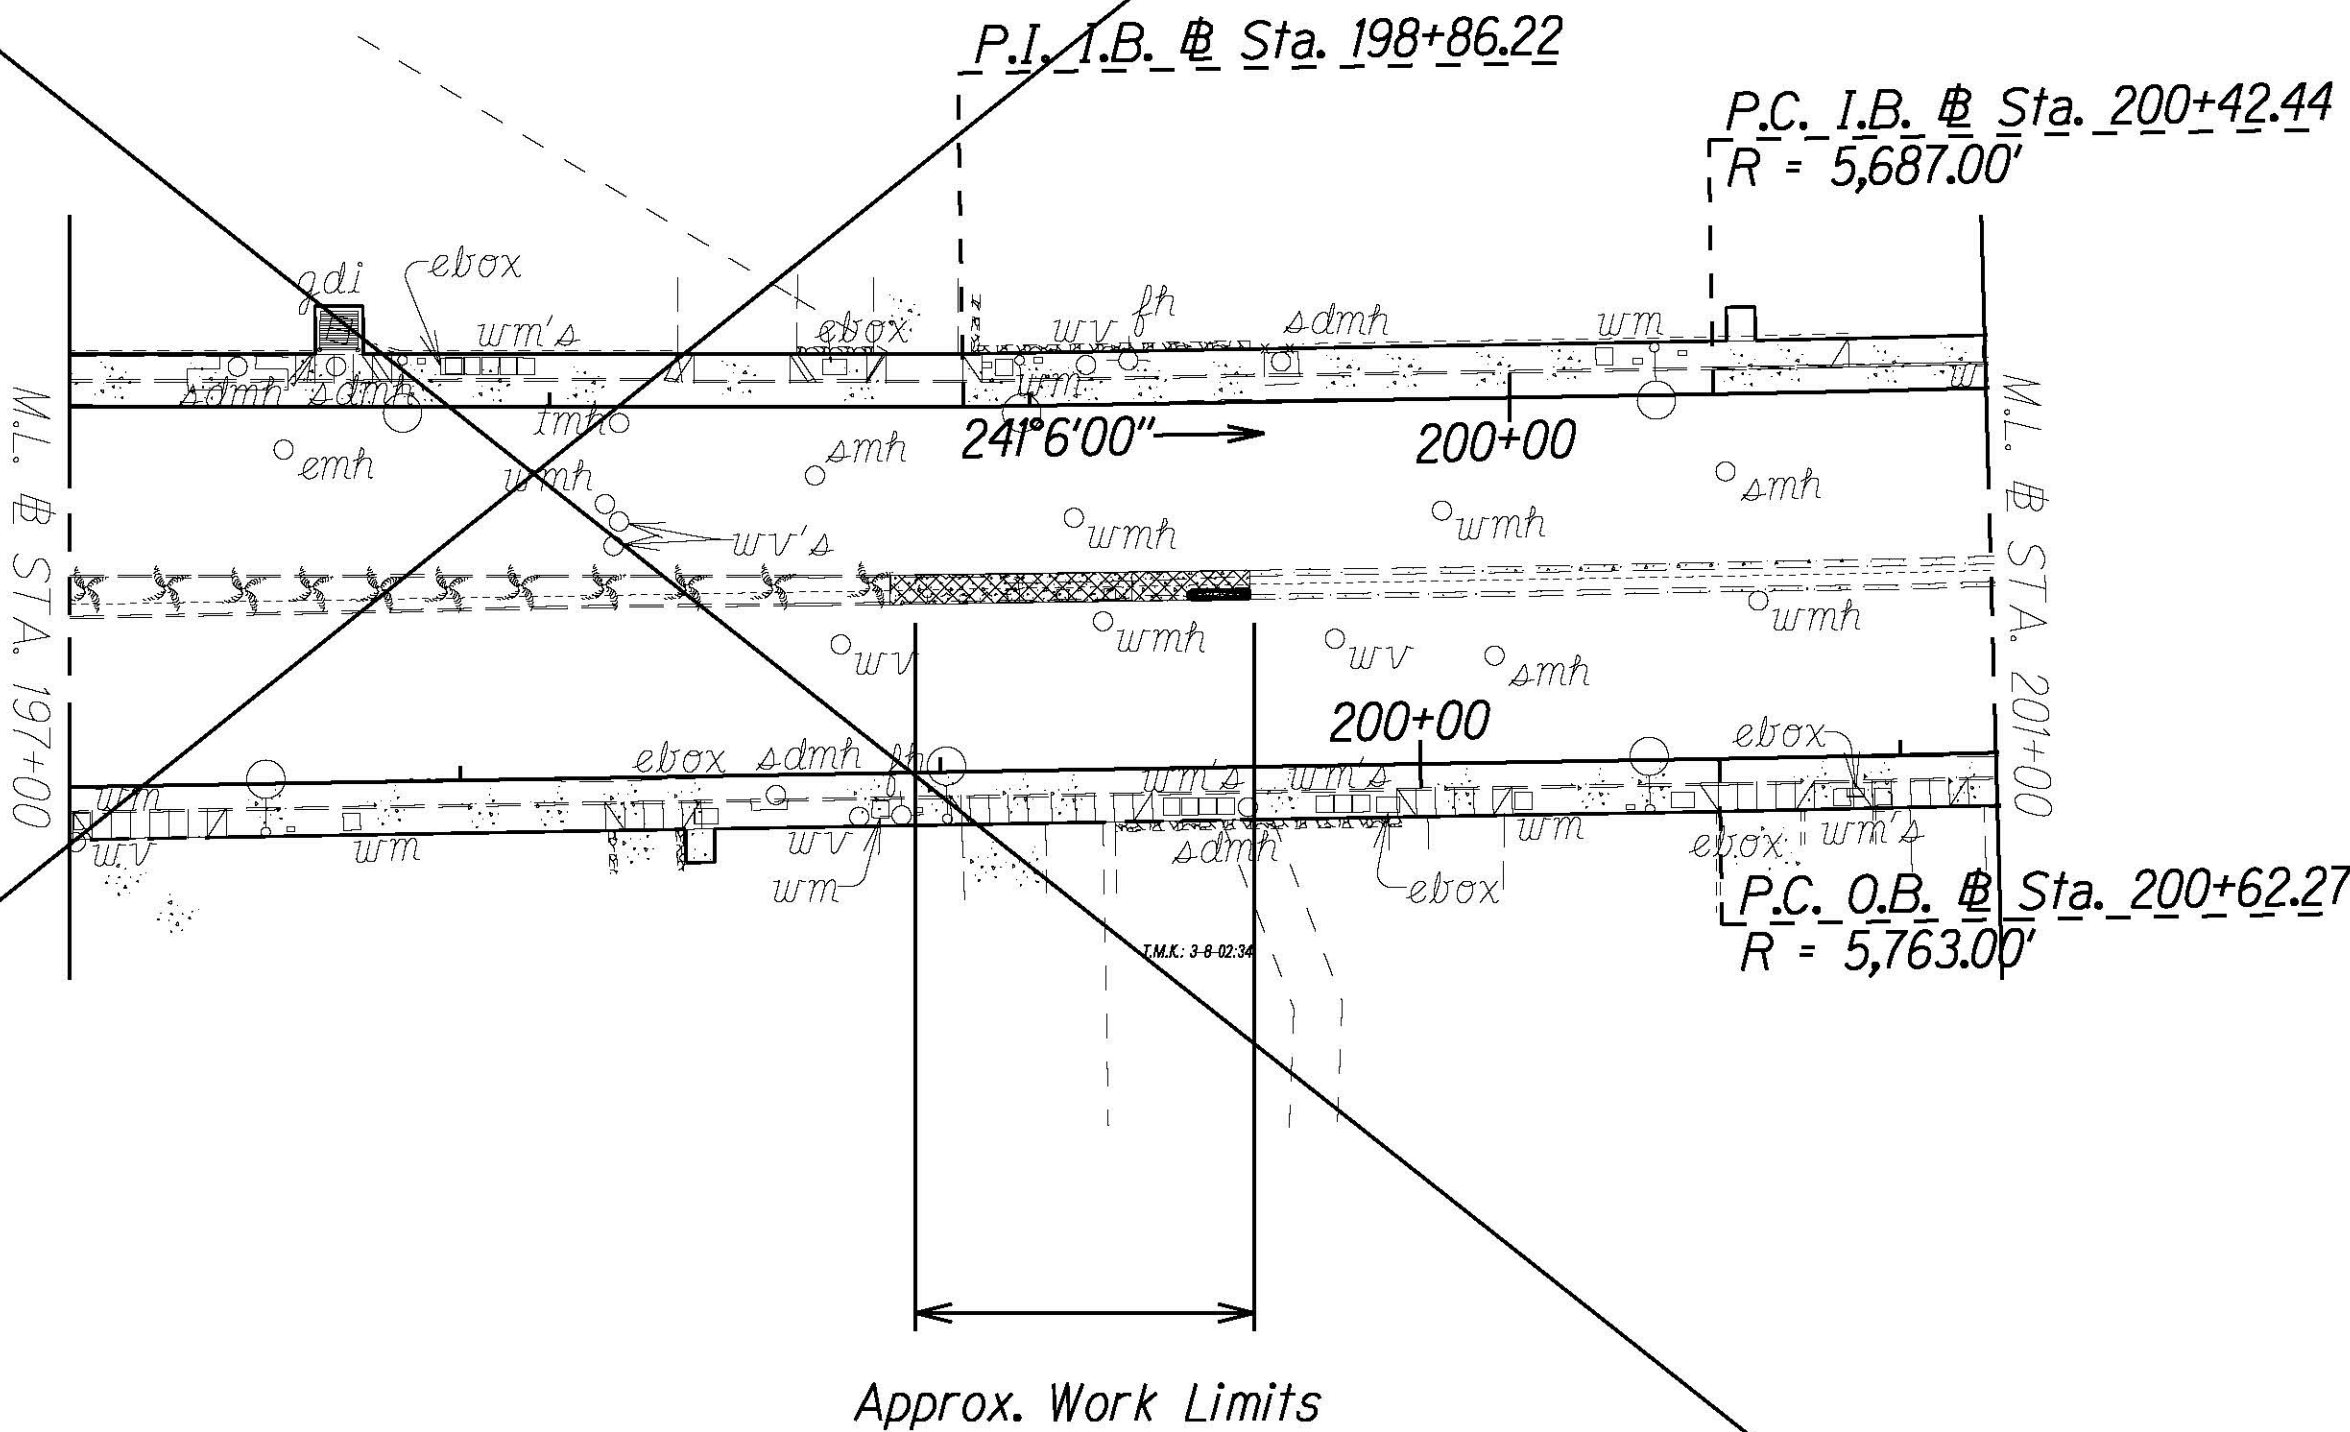 P.I. I.B. ⅊ Sta. 198+86.22
P.C. I.B. ⅊ Sta. 200+42.44
R = 5,687.00'
gdi
ebox
wm's
ebox
wv
fh
sdmh
wm
sdmh
sdmh
wm
tmh
241°6'00"
200+00
emh
wmh
smh
smh
wv's
wmh
wmh
wmh
wmh
wv
wv
smh
M.L. ⅊ STA. 197+00
M.L. ⅊ STA. 201+00
200+00
ebox
sdmh
fh
wm's
wm's
ebox
wm
wv
wm
wv
wm
sdmh
ebox
wm
ebox
wm's
P.C. O.B. ⅊ Sta. 200+62.27
R = 5,763.00'
T.M.K.: 3-8-02:34
Approx. Work Limits